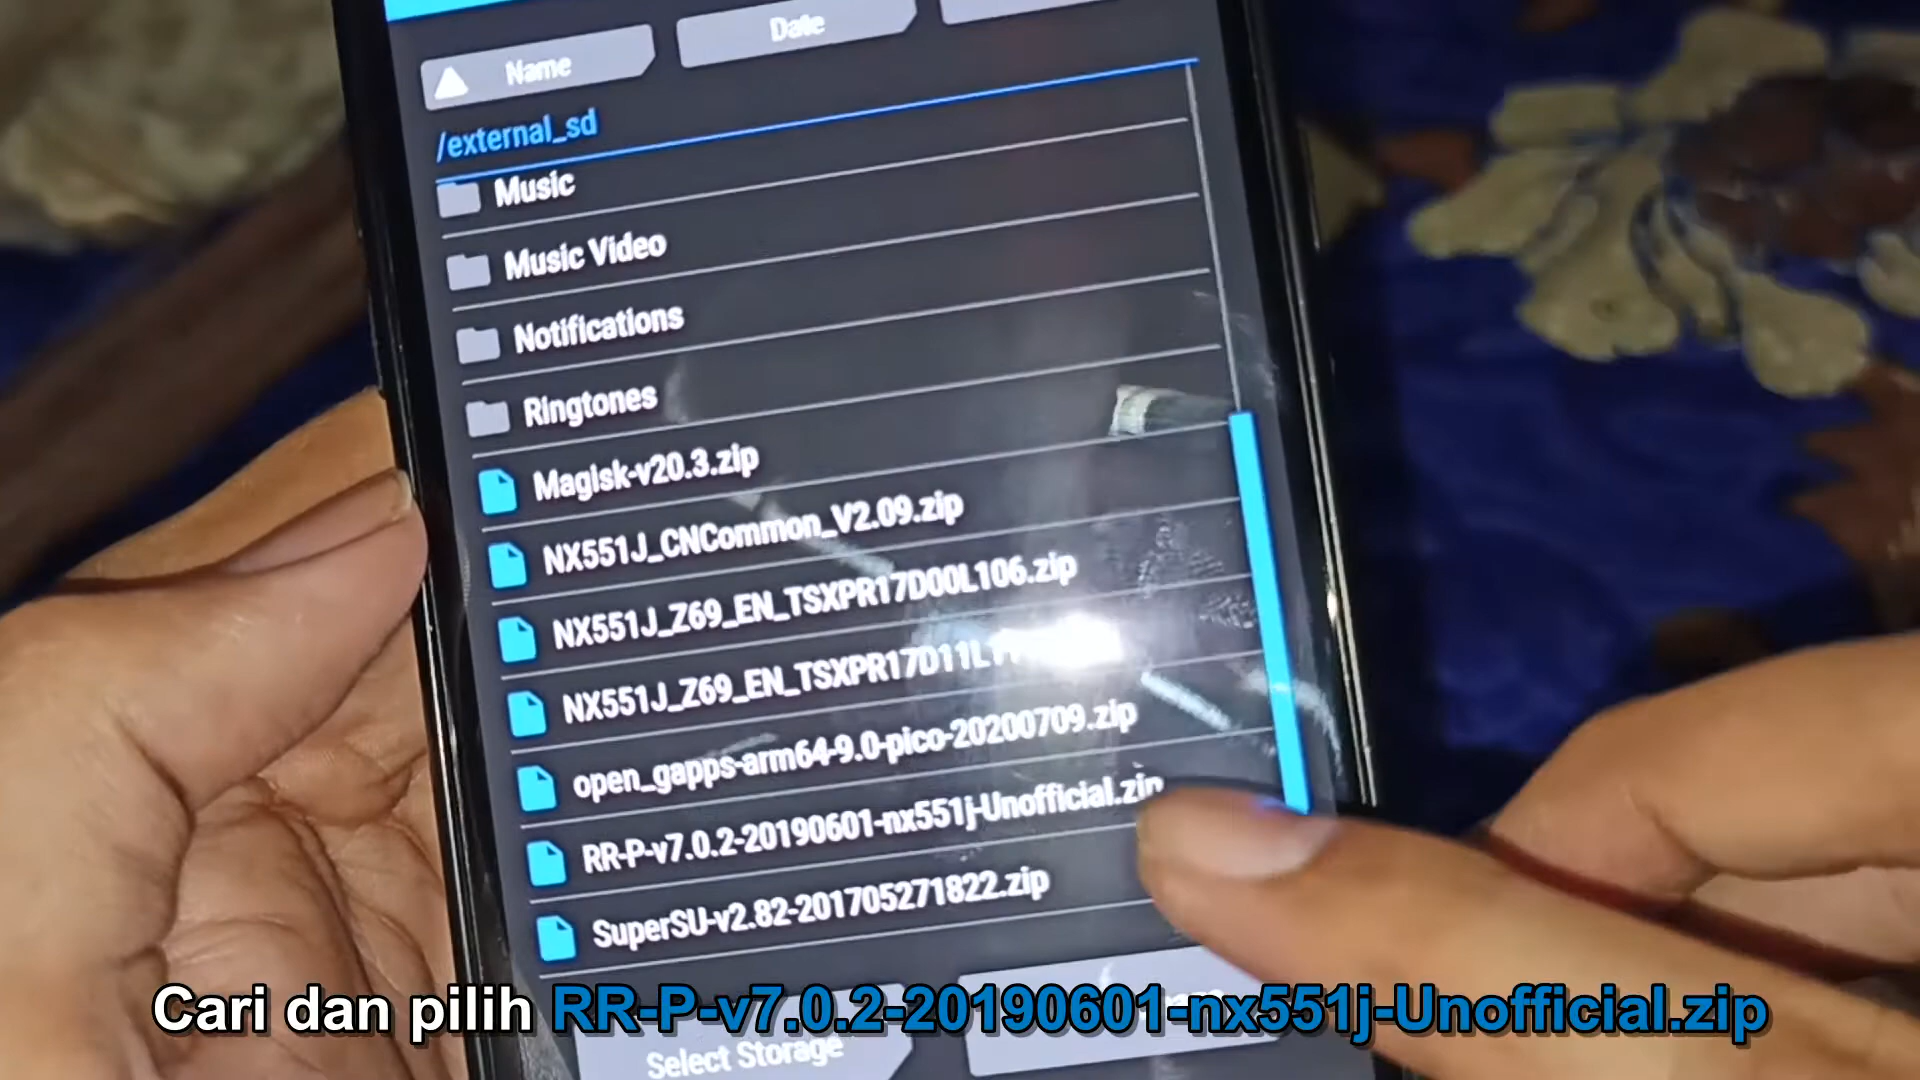 Name
Date
/external_sd
Music
Music Video
Notifications
Ringtones
Magisk-v20.3.zip
NX551J_CNCommon_V2.09.zip
NX551J_Z69_EN_TSXPR17D00L106.zip
NX551J_Z69_EN_TSXPR17D11L1
open_gapps-arm64-9.0-pico-20200709.zip
RR-P-v7.0.2-20190601-nx551j-Unofficial.zip
SuperSU-v2.82-201705271822.zip
Cari dan pilih RR-P-v7.0.2-20190601-nx551j-Unofficial.zip
Select Storage